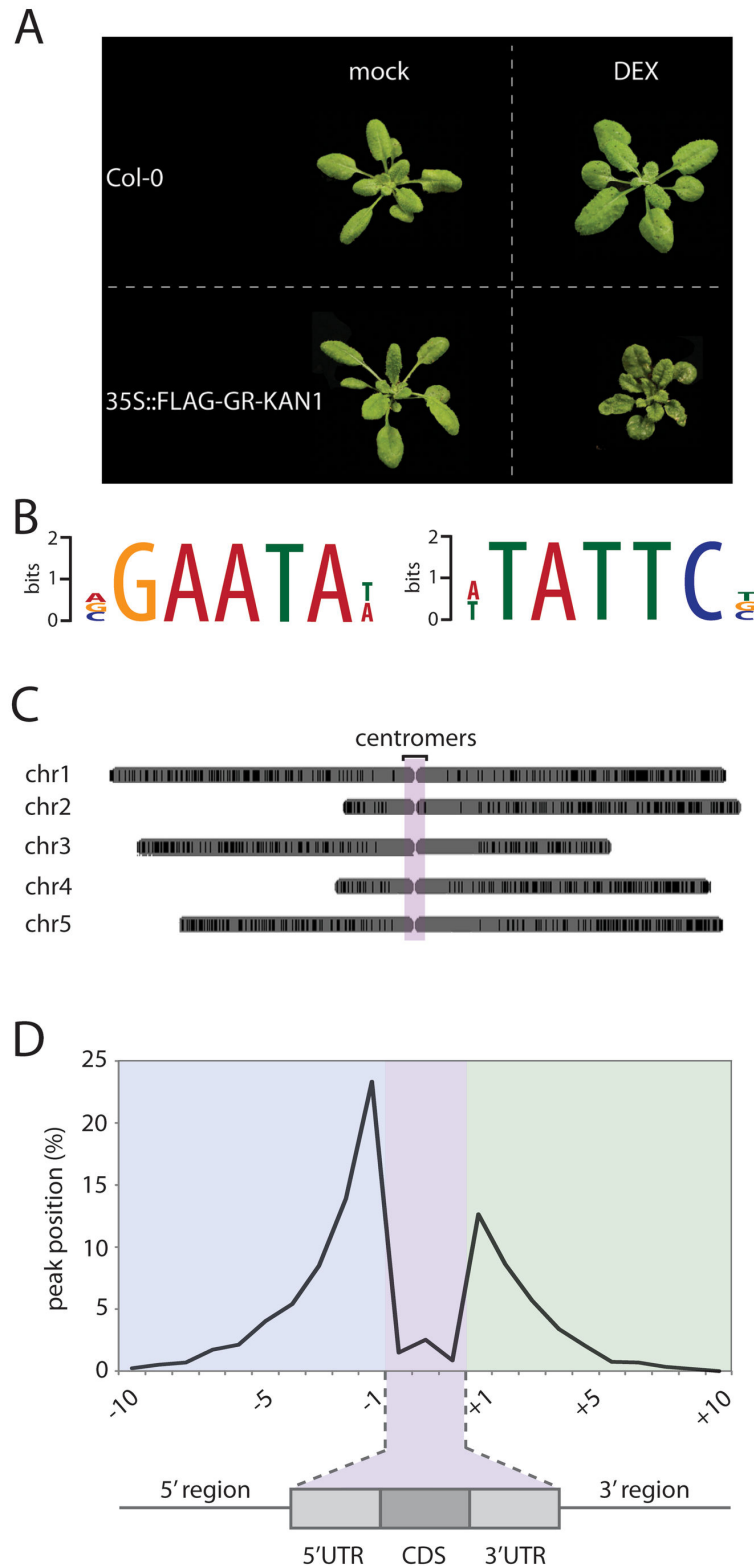 A
mock DEX
Col-0
35S::FLAG-GR-KAN1
B
2
1
0
bits
A
G
C
GAATA
T
A
2
1
0
bits
A
T
TATTC
T
G
C
C
centromers
chr1
chr2
chr3
chr4
chr5
D
25
20
15
10
5
0
peak position (%)
-10 -5 -1 +1 +5 +10
5' region 3' region
5'UTR CDS 3'UTR